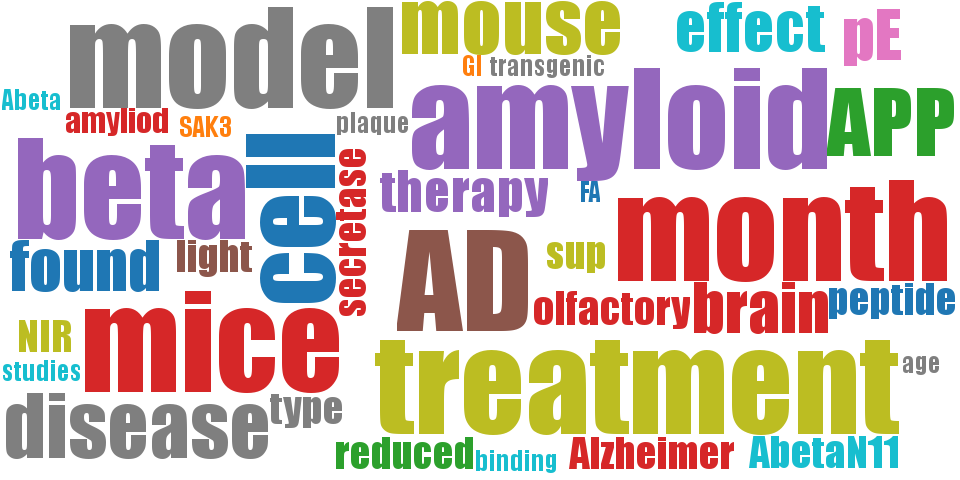 model
mouse
effect
pE
GI
transgenic
Abeta
amyliod
SAK3
plaque
amyloid
APP
beta
cell
secretase
therapy
FA
month
found
light
AD
sup
olfactory
brain
peptide
mice
NIR
studies
treatment
age
disease
type
reduced
binding
Alzheimer
AbetaN11